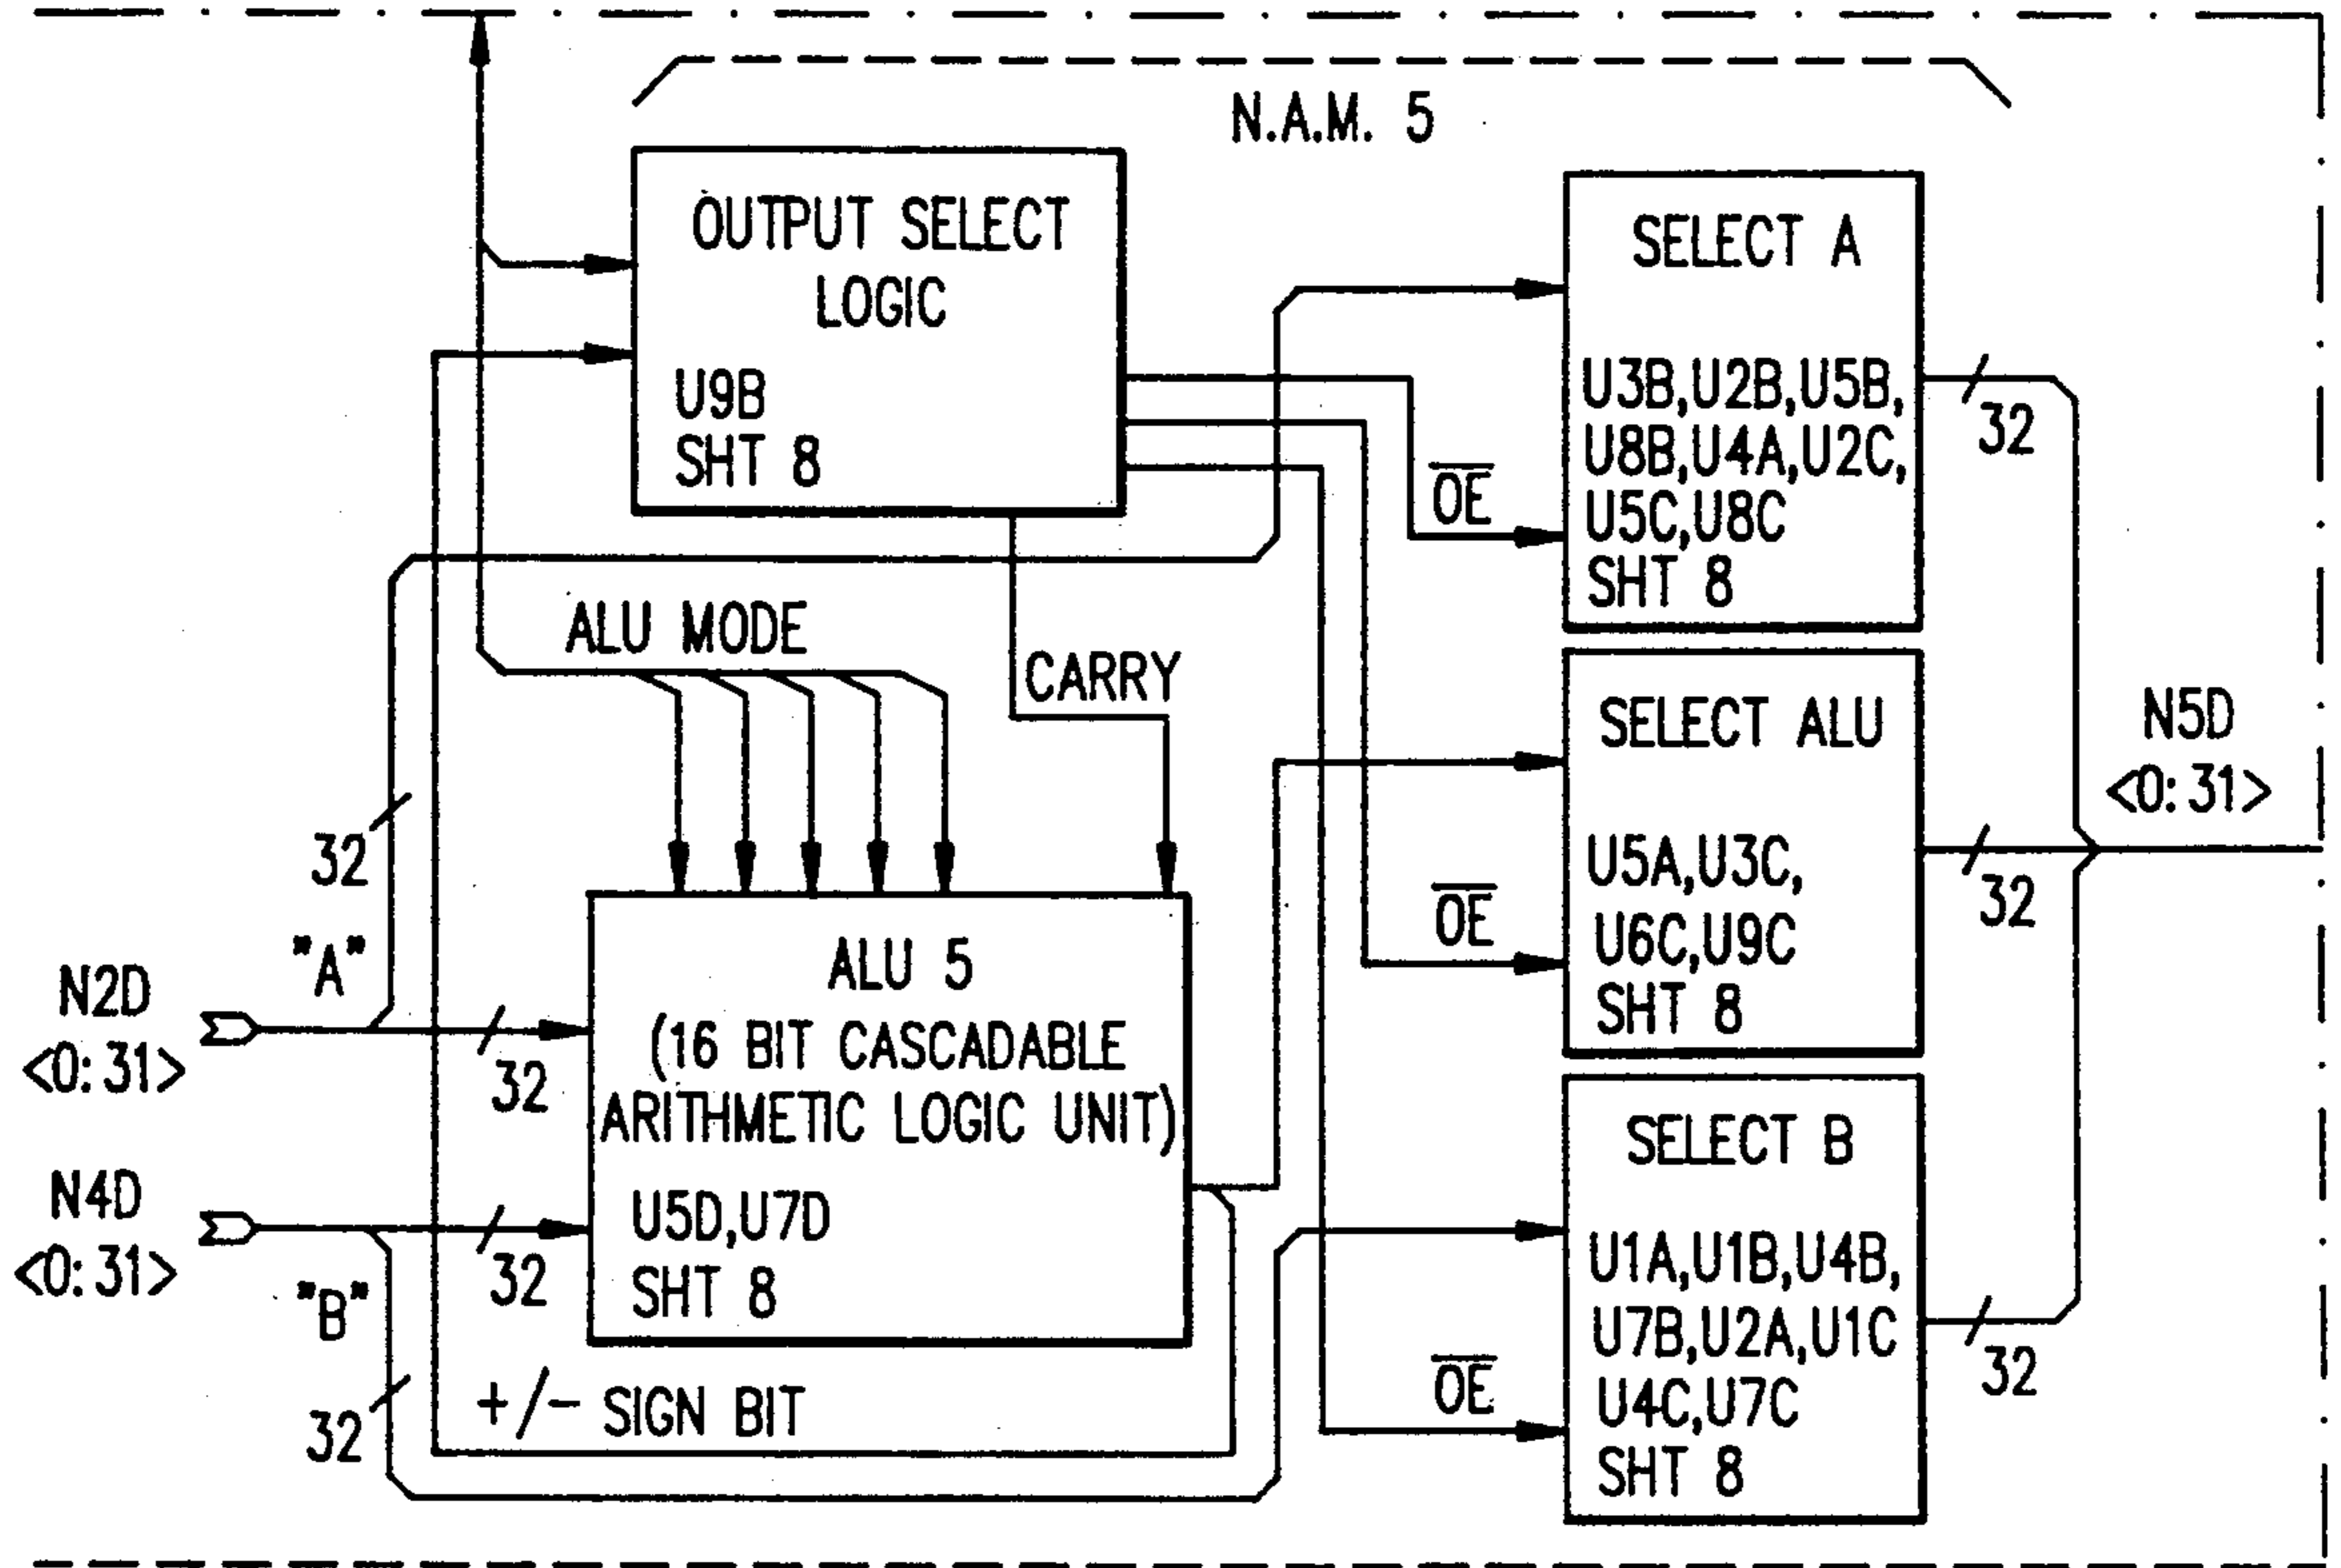 N.A.M. 5
OUTPUT SELECT
LOGIC
U9B
SHT 8
SELECT A
U3B,U2B,U5B,
U8B,U4A,U2C,
U5C,U8C
SHT 8
32
OE
ALU MODE
CARRY
SELECT ALU
U5A,U3C,
U6C,U9C
SHT 8
32
OE
N5D
<0:31>
32
"A"
N2D
<0:31>
32
ALU 5
(16 BIT CASCADABLE
ARITHMETIC LOGIC UNIT)
U5D,U7D
SHT 8
N4D
<0:31>
32
"B"
32
+/- SIGN BIT
SELECT B
U1A,U1B,U4B,
U7B,U2A,U1C
U4C,U7C
SHT 8
32
OE